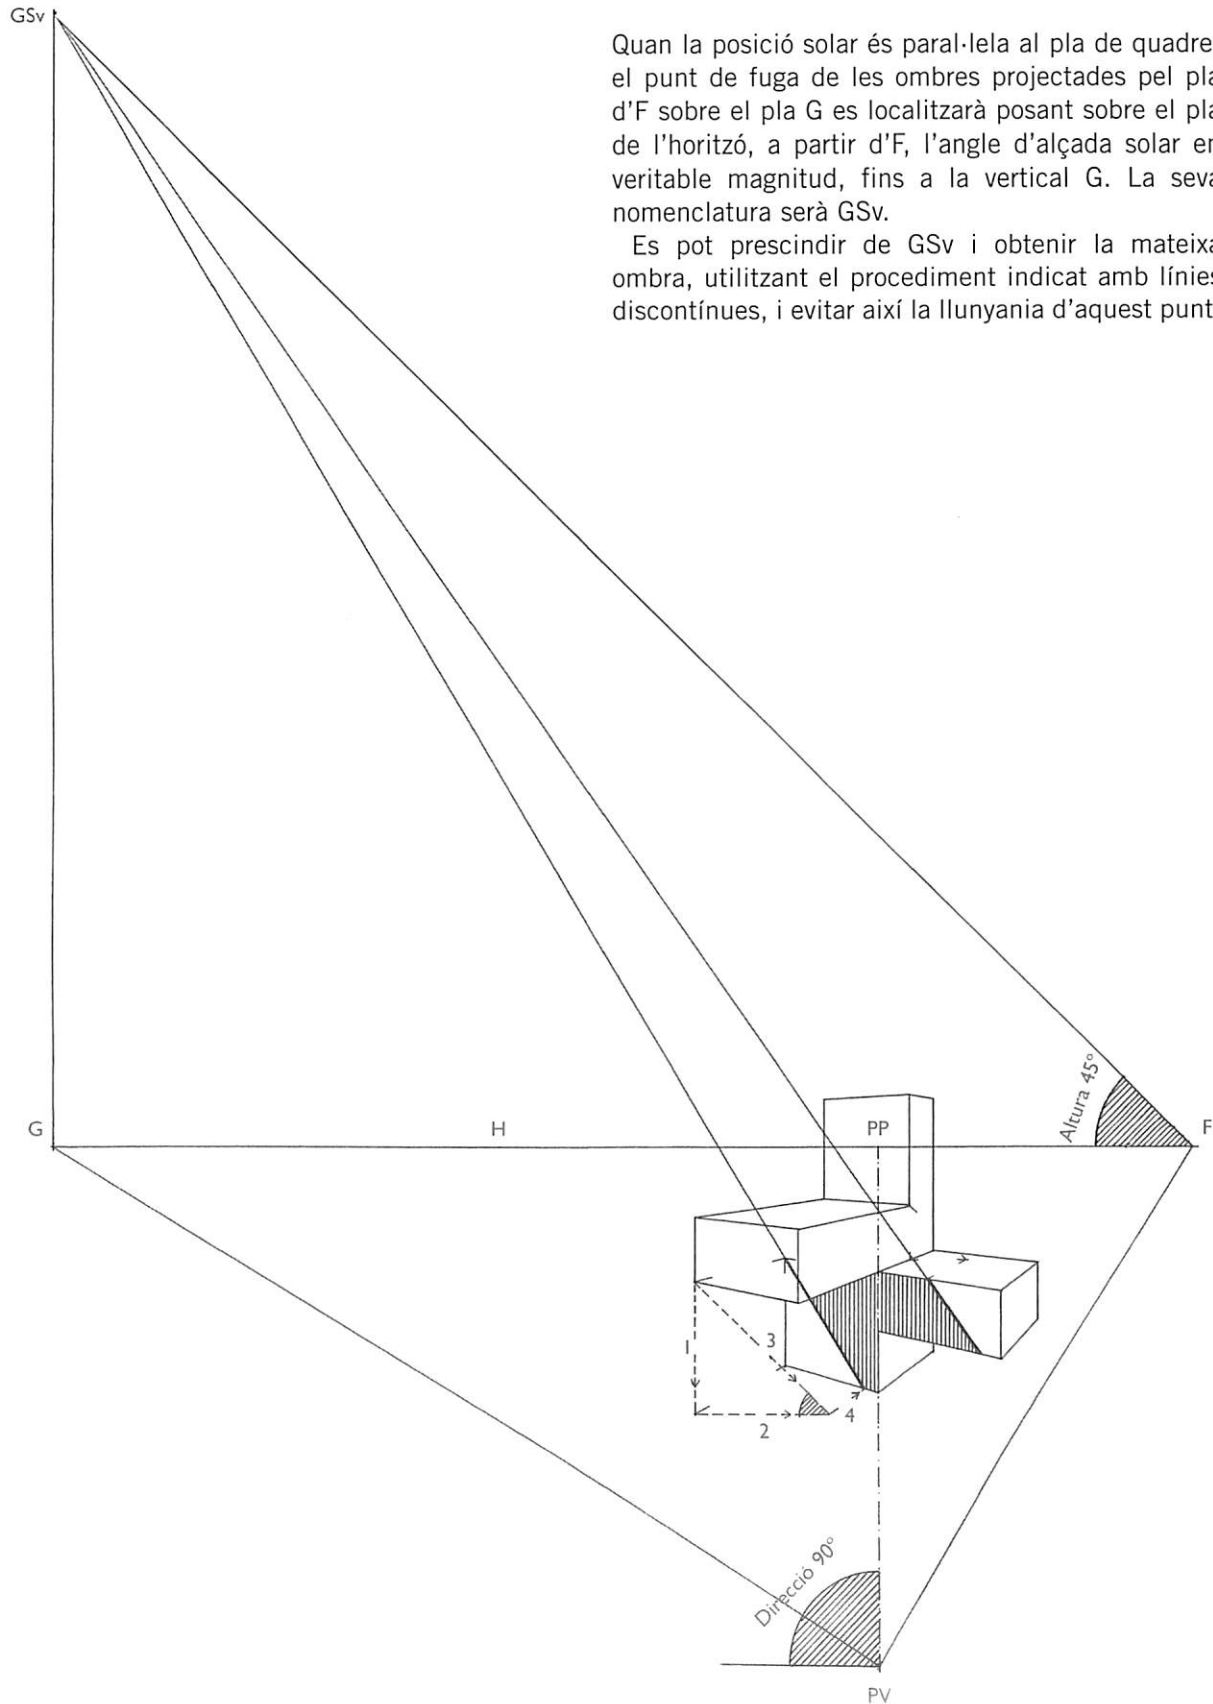 GSv
Quan la posició solar és paral·lela al pla de quadre
el punt de fuga de les ombres projectades pel pla
d'F sobre el pla G es localitzarà posant sobre el pla
de l'horitzó, a partir d'F, l'angle d'alçada solar en
veritable magnitud, fins a la vertical G. La seva
nomenclatura serà GSv.
Es pot prescindir de GSv i obtenir la mateixa
ombra, utilitzant el procediment indicat amb línies
discontínues, i evitar així la llunyania d'aquest punt
Altura 45°
G
H
PP
F
1
3
2
4
Direcció 90°
PV